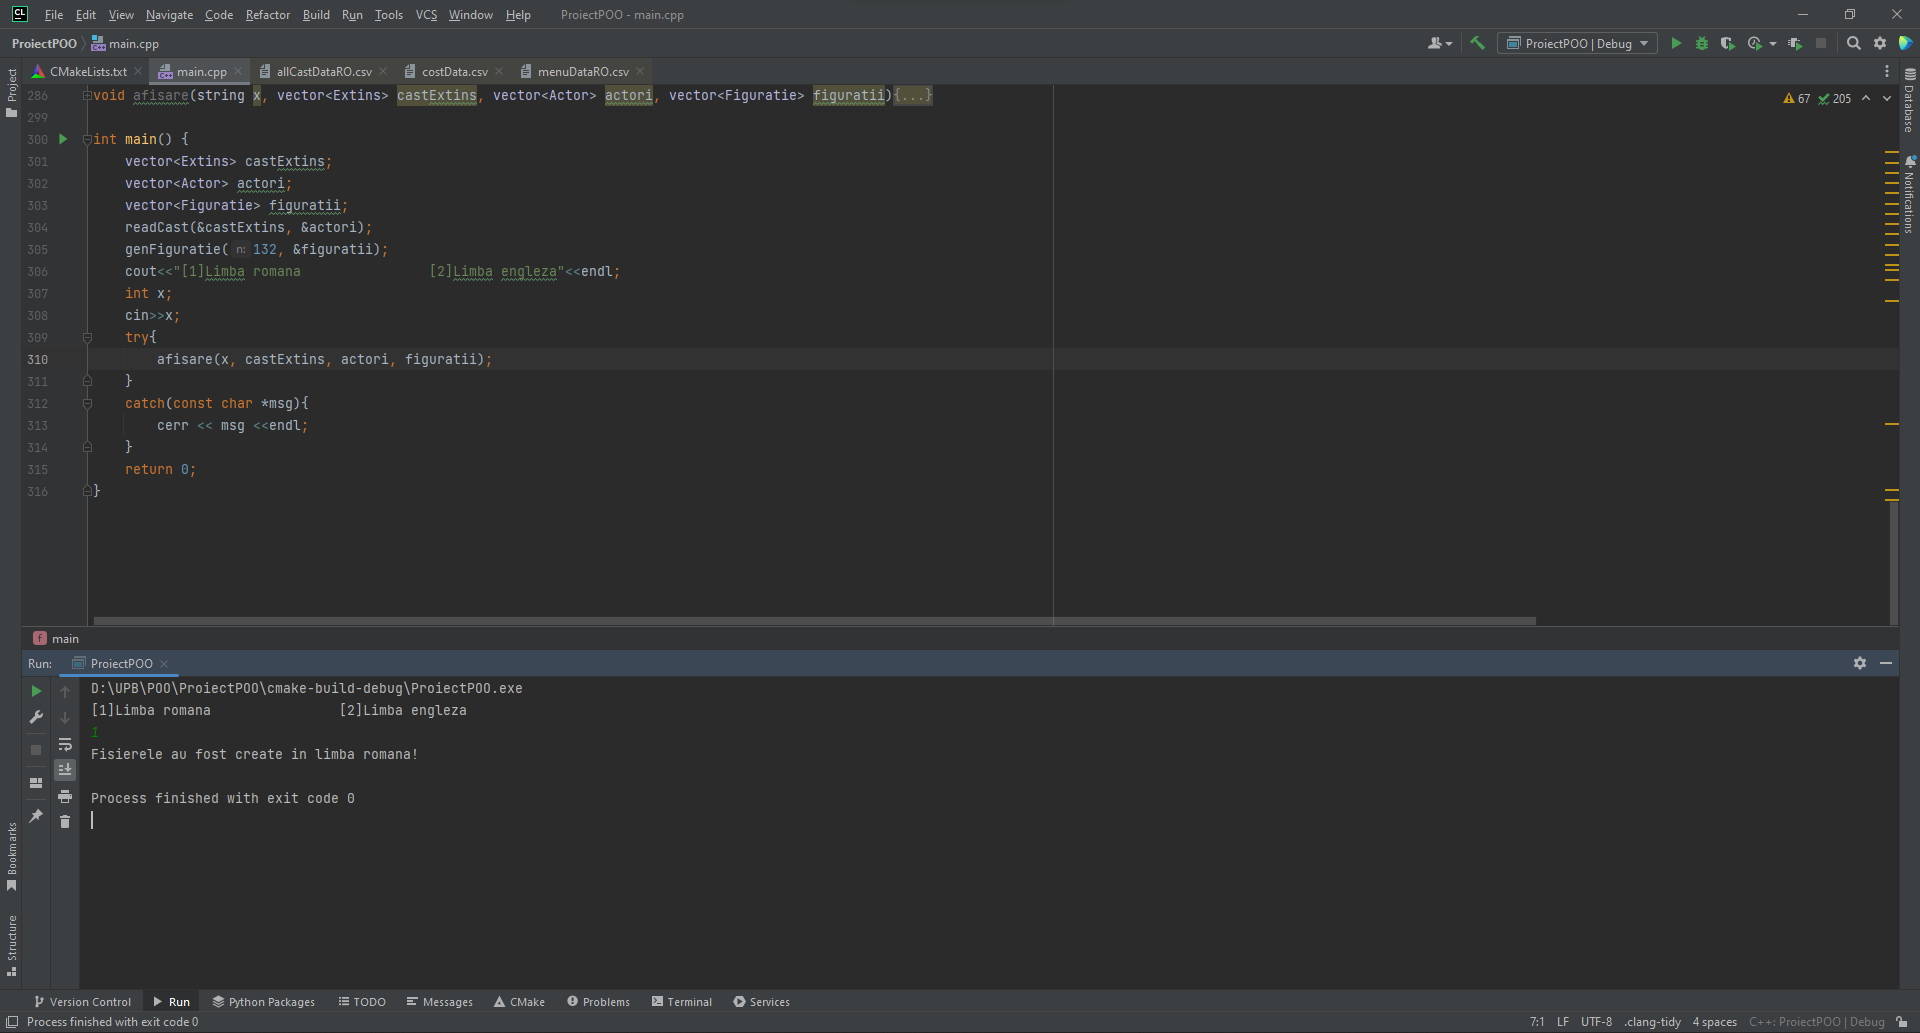 File Edit View Navigate Code Refactor Build Run Tools VCS Window Help ProiectPOO - main.cpp
ProiectPOO main.cpp ProiectPOO | Debug
CMakeLists.txt main.cpp allCastDataRO.csv costData.csv menuDataRO.csv
286 void afisare(string x, vector<Extins> castExtins, vector<Actor> actori, vector<Figuratie> figuratii){...}
67 205
299
300 int main() {
301 vector<Extins> castExtins;
302 vector<Actor> actori;
303 vector<Figuratie> figuratii;
304 readCast(&castExtins, &actori);
305 genFiguratie( n: 132, &figuratii);
306 cout<<"[1]Limba romana                [2]Limba engleza"<<endl;
307 int x;
308 cin>>x;
309 try{
310 afisare(x, castExtins, actori, figuratii);
311 }
312 catch(const char *msg){
313 cerr << msg <<endl;
314 }
315 return 0;
316 }
f main
Run: ProiectPOO
D:\UPB\POO\ProiectPOO\cmake-build-debug\ProiectPOO.exe
[1]Limba romana                [2]Limba engleza
1
Fisierele au fost create in limba romana!
Process finished with exit code 0
Project
Bookmarks
Structure
Database
Notifications
Version Control Run Python Packages TODO Messages CMake Problems Terminal Services
Process finished with exit code 0 7:1 LF UTF-8 .clang-tidy 4 spaces C++: ProiectPOO | Debug